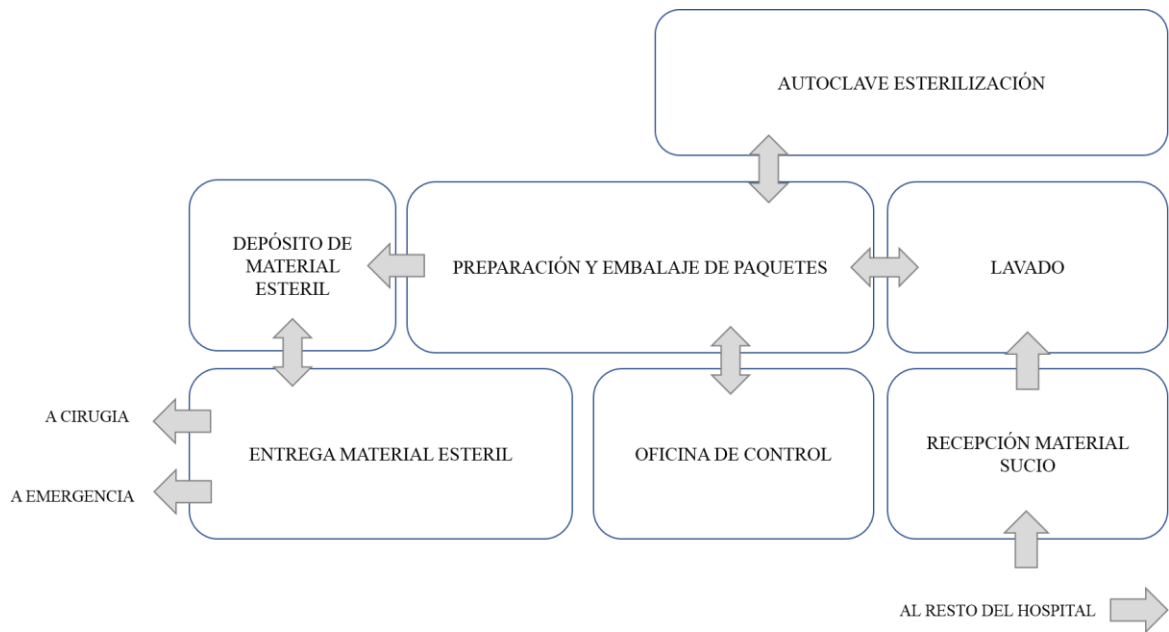 AUTOCLAVE ESTERILIZACIÓN
DEPÓSITO DE
MATERIAL
ESTERIL
PREPARACIÓN Y EMBALAJE DE PAQUETES
LAVADO
A CIRUGIA
A EMERGENCIA
ENTREGA MATERIAL ESTERIL
OFICINA DE CONTROL
RECEPCIÓN MATERIAL
SUCIO
AL RESTO DEL HOSPITAL